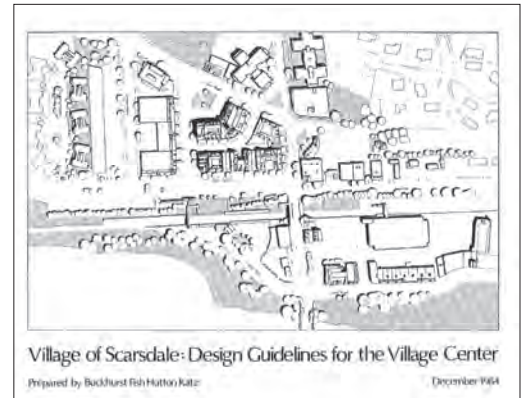 Village of Scarsdale: Design Guidelines for the Village Center
Prepared by Buckhurst Fish Hutton Katz
December 1984